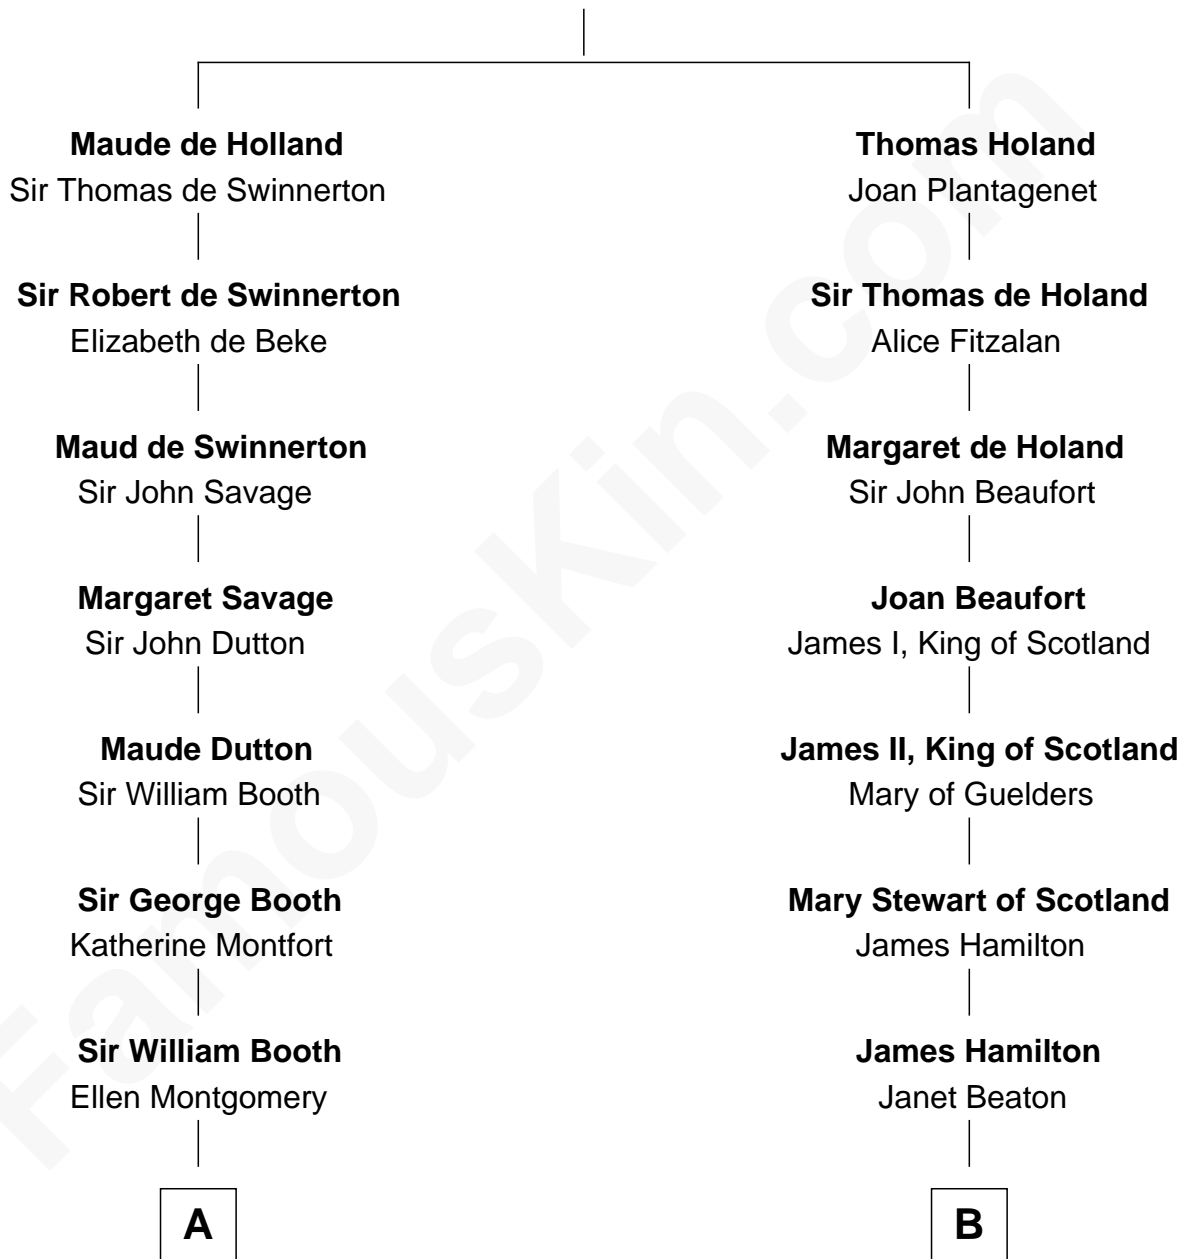 Maude de Holland
Sir Thomas de Swinnerton
Sir Robert de Swinnerton
Elizabeth de Beke
Maud de Swinnerton
Sir John Savage
Margaret Savage
Sir John Dutton
Maude Dutton
Sir William Booth
Sir George Booth
Katherine Montfort
Sir William Booth
Ellen Montgomery
A
Thomas Holand
Joan Plantagenet
Sir Thomas de Holand
Alice Fitzalan
Margaret de Holand
Sir John Beaufort
Joan Beaufort
James I, King of Scotland
James II, King of Scotland
Mary of Guelders
Mary Stewart of Scotland
James Hamilton
James Hamilton
Janet Beaton
B
FamousKin.com